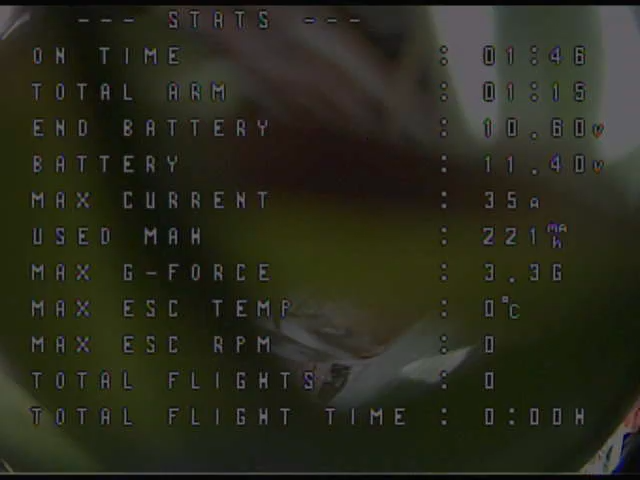 --- STATS ---
ON TIME : 01:46
TOTAL ARM : 01:15
END BATTERY : 10.60V
BATTERY : 11.40V
MAX CURRENT : 35A
USED MAH : 221mAh
MAX G-FORCE : 3.3G
MAX ESC TEMP : 0°C
MAX ESC RPM : 0
TOTAL FLIGHTS : 0
TOTAL FLIGHT TIME : 0:00H